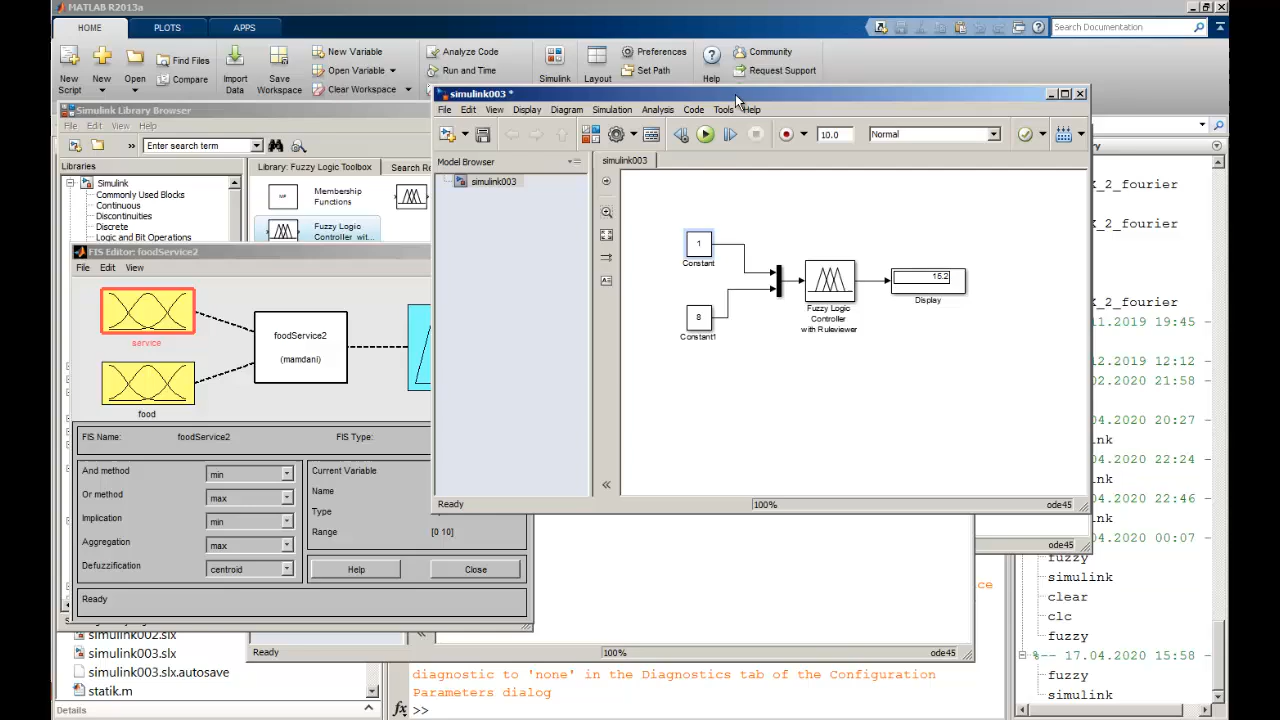 MATLAB R2013a
HOME
PLOTS
APPS
Search Documentation
New Script
New
Open
Find Files
Compare
Import Data
Save Workspace
New Variable
Open Variable
Clear Workspace
Analyze Code
Run and Time
Simulink
Layout
Preferences
Set Path
Help
Community
Request Support
Simulink Library Browser
File Edit View Help
Enter search term
Libraries
Library: Fuzzy Logic Toolbox
Search Re
Simulink
Commonly Used Blocks
Continuous
Discontinuities
Discrete
Logic and Bit Operations
Membership
Functions
Fuzzy Logic
Controller wit...
FIS Editor: foodService2
File Edit View
service
food
foodService2
(mamdani)
FIS Name: foodService2
FIS Type:
And method min
Or method max
Implication min
Aggregation max
Defuzzification centroid
Current Variable
Name
Type
Range [0 10]
Help
Close
Ready
simulink003 *
File Edit View Display Diagram Simulation Analysis Code Tools Help
10.0
Normal
Model Browser
simulink003
simulink003
1
Constant
8
Constant1
Fuzzy Logic
Controller
with Ruleviewer
15.2
Display
Ready
100%
ode45
ode45
Ready
100%
ode45
simulink002.slx
simulink003.slx
simulink003.slx.autosave
statik.m
Details
diagnostic to 'none' in the Diagnostics tab of the Configuration
Parameters dialog
fx >>
_2_fourier
_2_fourier
11.2019 19:45
12.2019 12:12
02.2020 21:58
04.2020 20:27
04.2020 22:24
04.2020 22:46
04.2020 00:07
fuzzy
simulink
clear
clc
fuzzy
%-- 17.04.2020 15:58
fuzzy
simulink